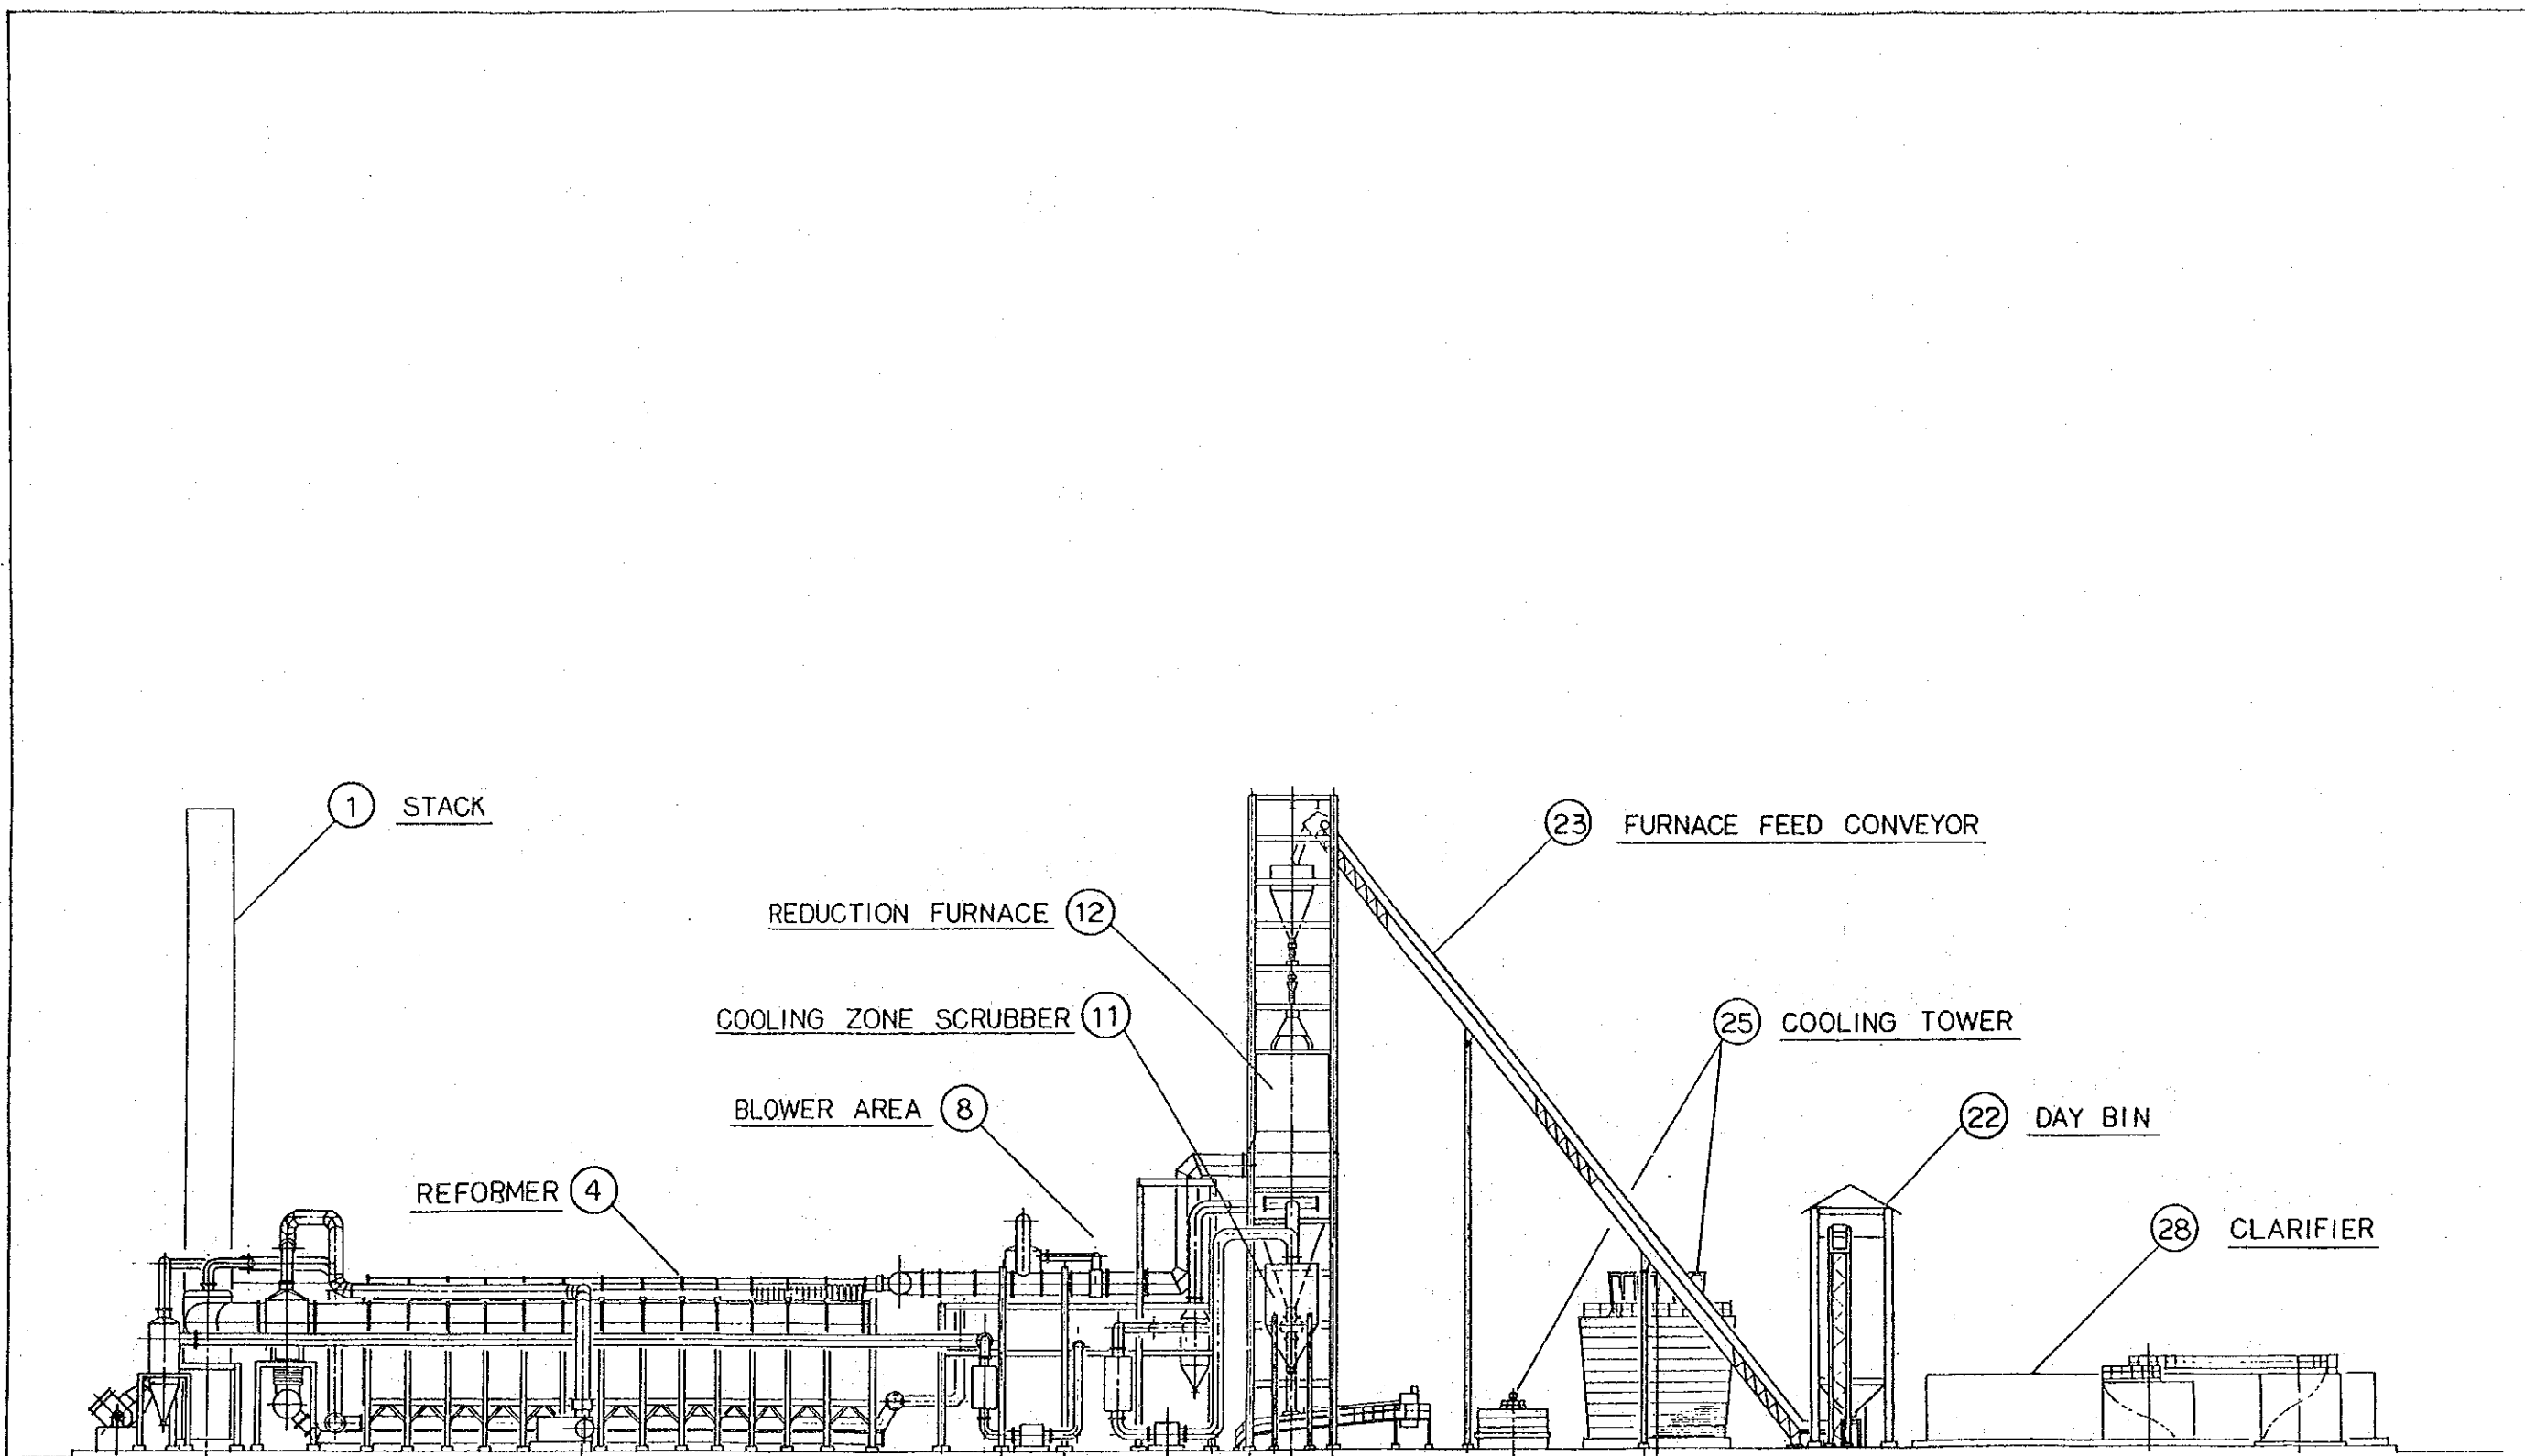 1 STACK
23 FURNACE FEED CONVEYOR
REDUCTION FURNACE 12
COOLING ZONE SCRUBBER 11
25 COOLING TOWER
BLOWER AREA 8
22 DAY BIN
REFORMER 4
28 CLARIFIER